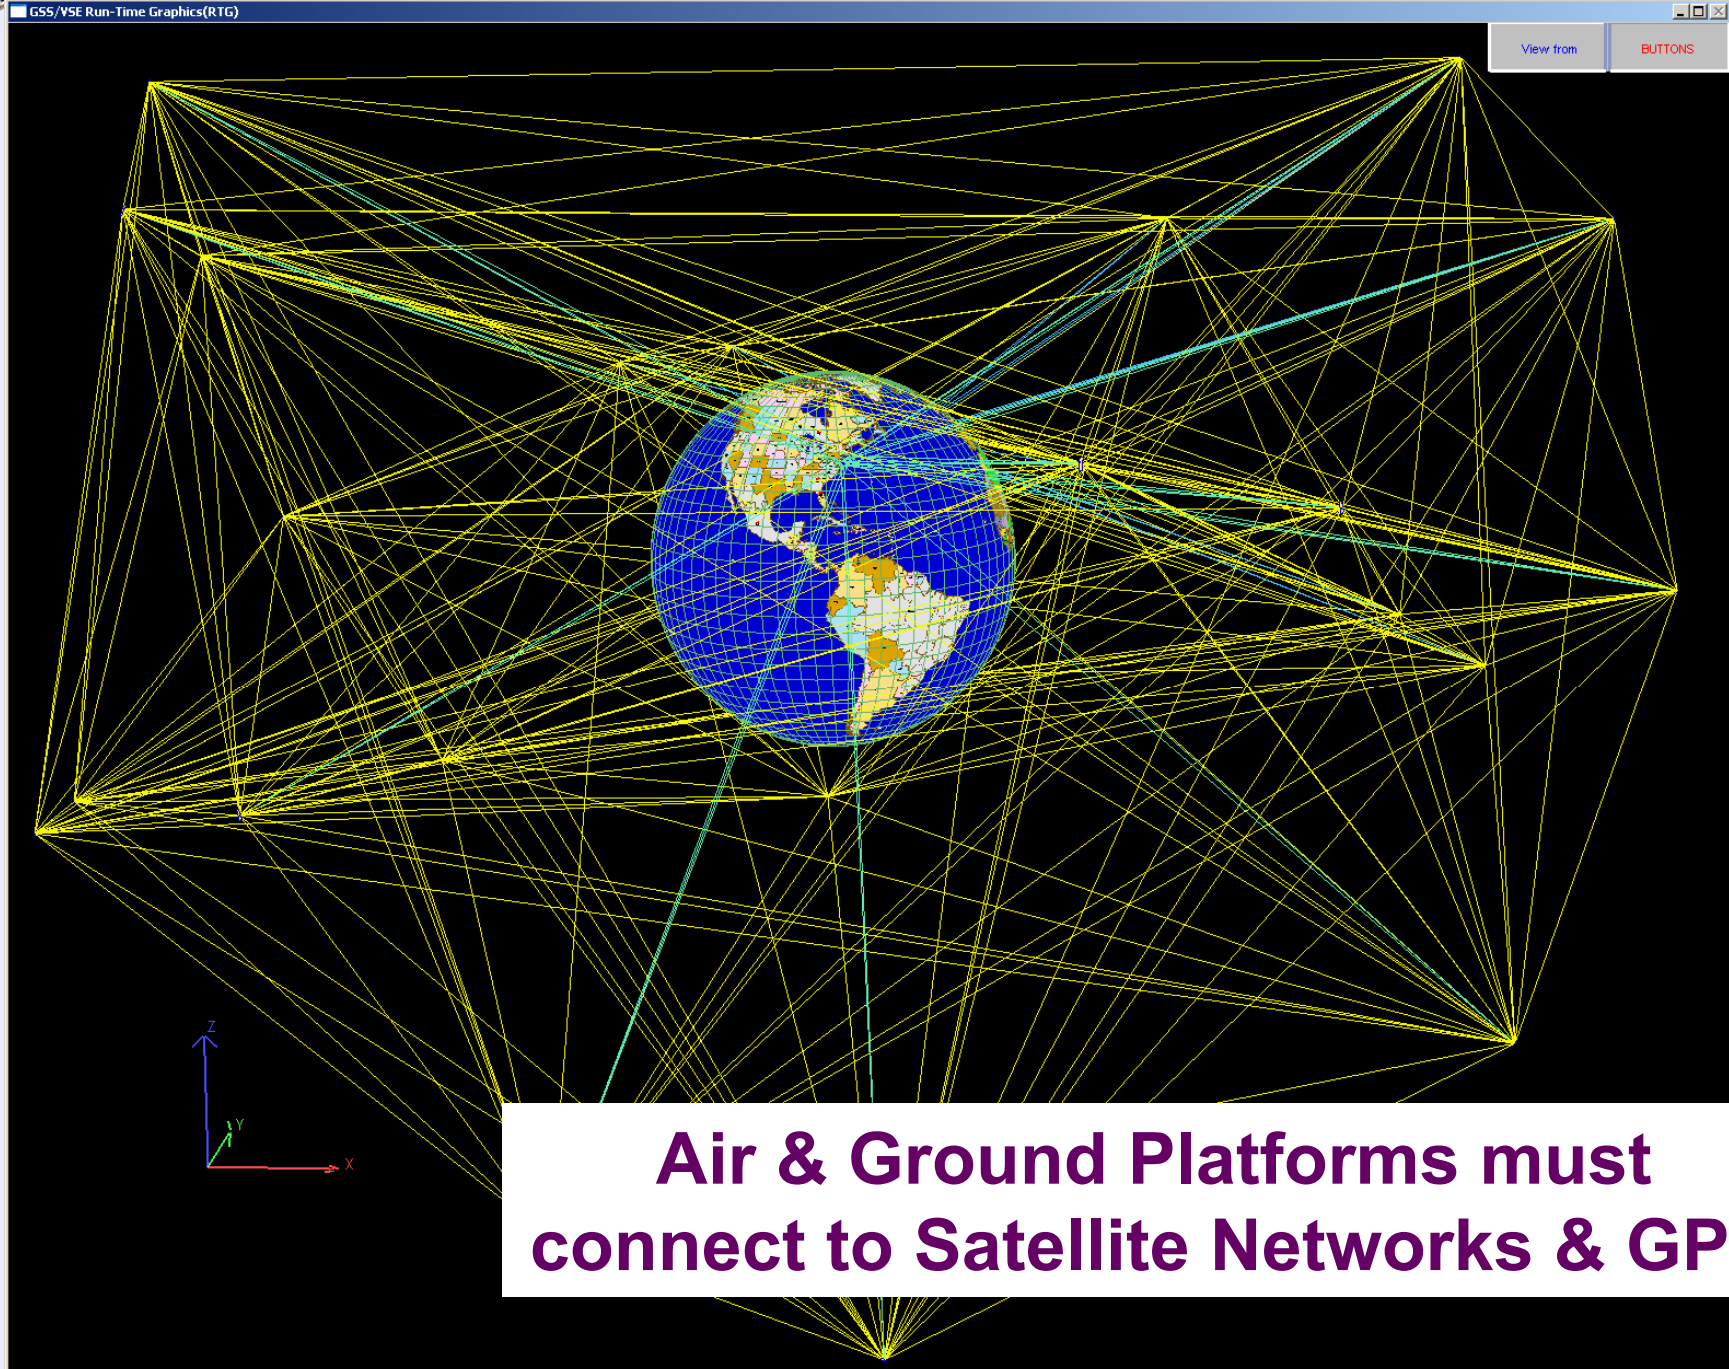 GSS/VSE Run-Time Graphics(RTG)
View from
BUTTONS
Z
Y
X
Air & Ground Platforms must
connect to Satellite Networks & GP